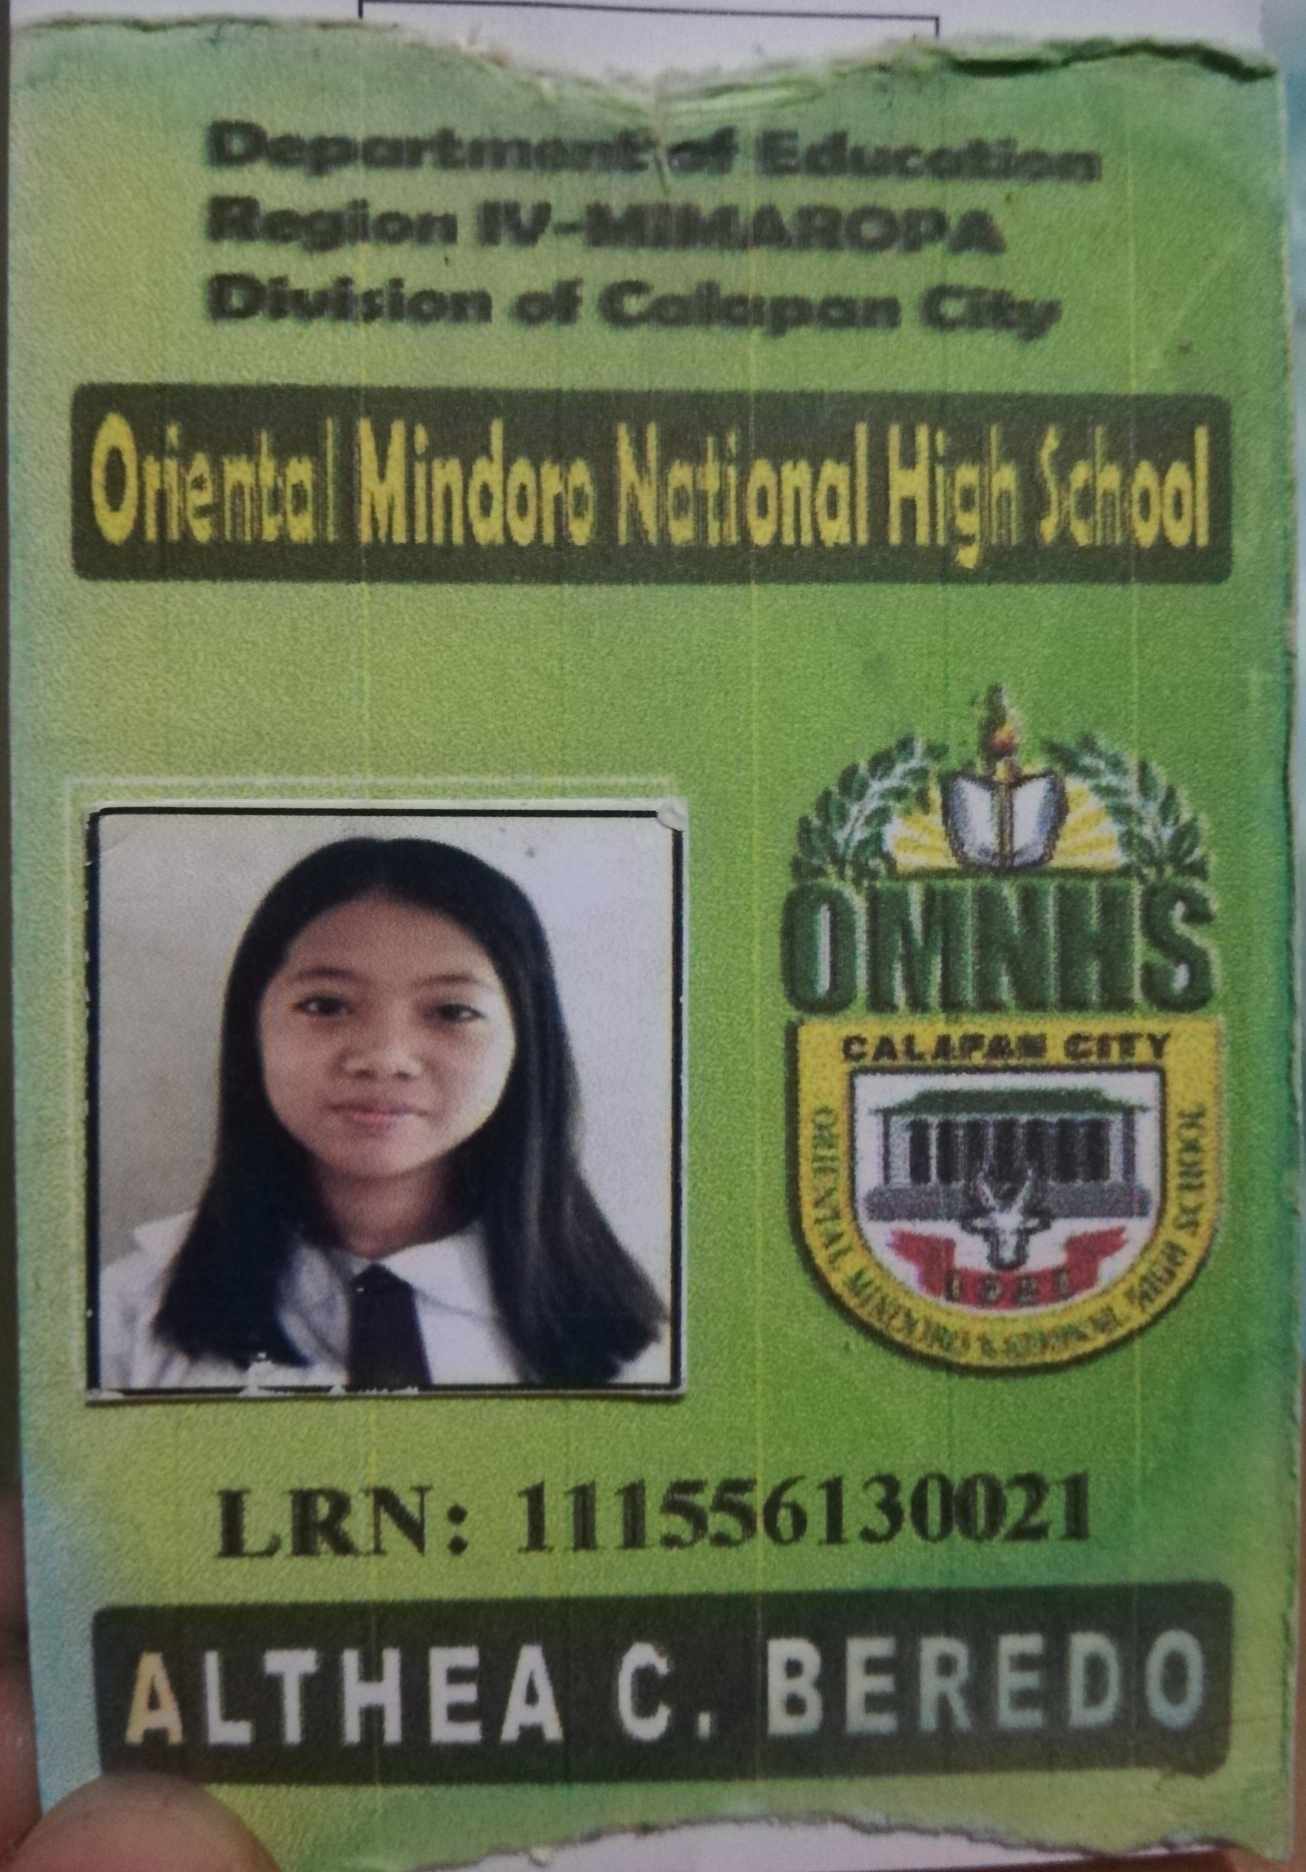 Department of Education
Region IV-MIMAROPA
Division of Calapan City
Oriental Mindoro National High School
OMNHS
CALAPAN CITY
ORIENTAL MINDORO NATIONAL HIGH SCHOOL
LRN: 111556130021
ALTHEA C. BEREDO